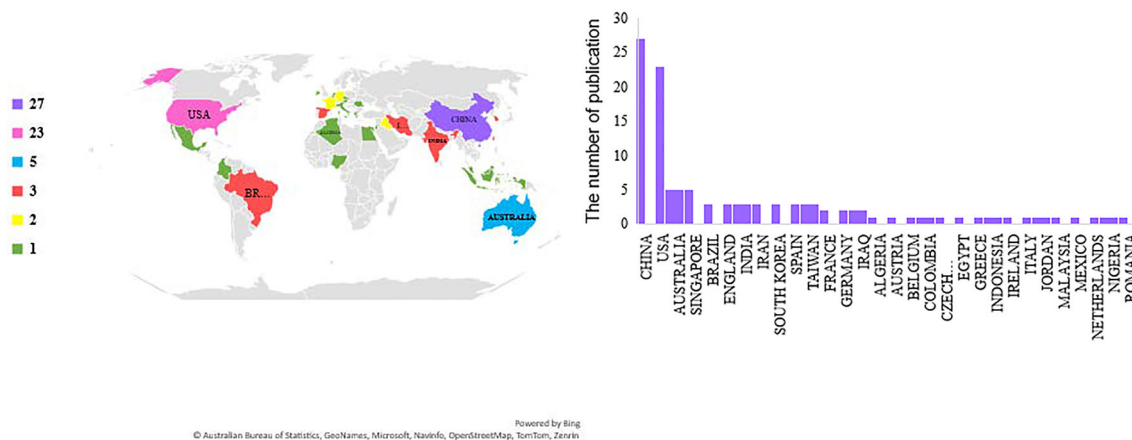 27
23
5
3
2
1
USA
BR...
ALGERIA
I...
INDIA
CHINA
AUSTRALIA
Powered by Bing
© Australian Bureau of Statistics, GeoNames, Microsoft, Navinfo, OpenStreetMap, TomTom, Zenrin
The number of publication
30
25
20
15
10
5
0
CHINA
USA
AUSTRALIA
SINGAPORE
BRAZIL
ENGLAND
INDIA
IRAN
SOUTH KOREA
SPAIN
TAIWAN
FRANCE
GERMANY
IRAQ
ALGERIA
AUSTRIA
BELGIUM
COLOMBIA
CZECH...
EGYPT
GREECE
INDONESIA
IRELAND
ITALY
JORDAN
MALAYSIA
MEXICO
NETHERLANDS
NIGERIA
ROMANIA